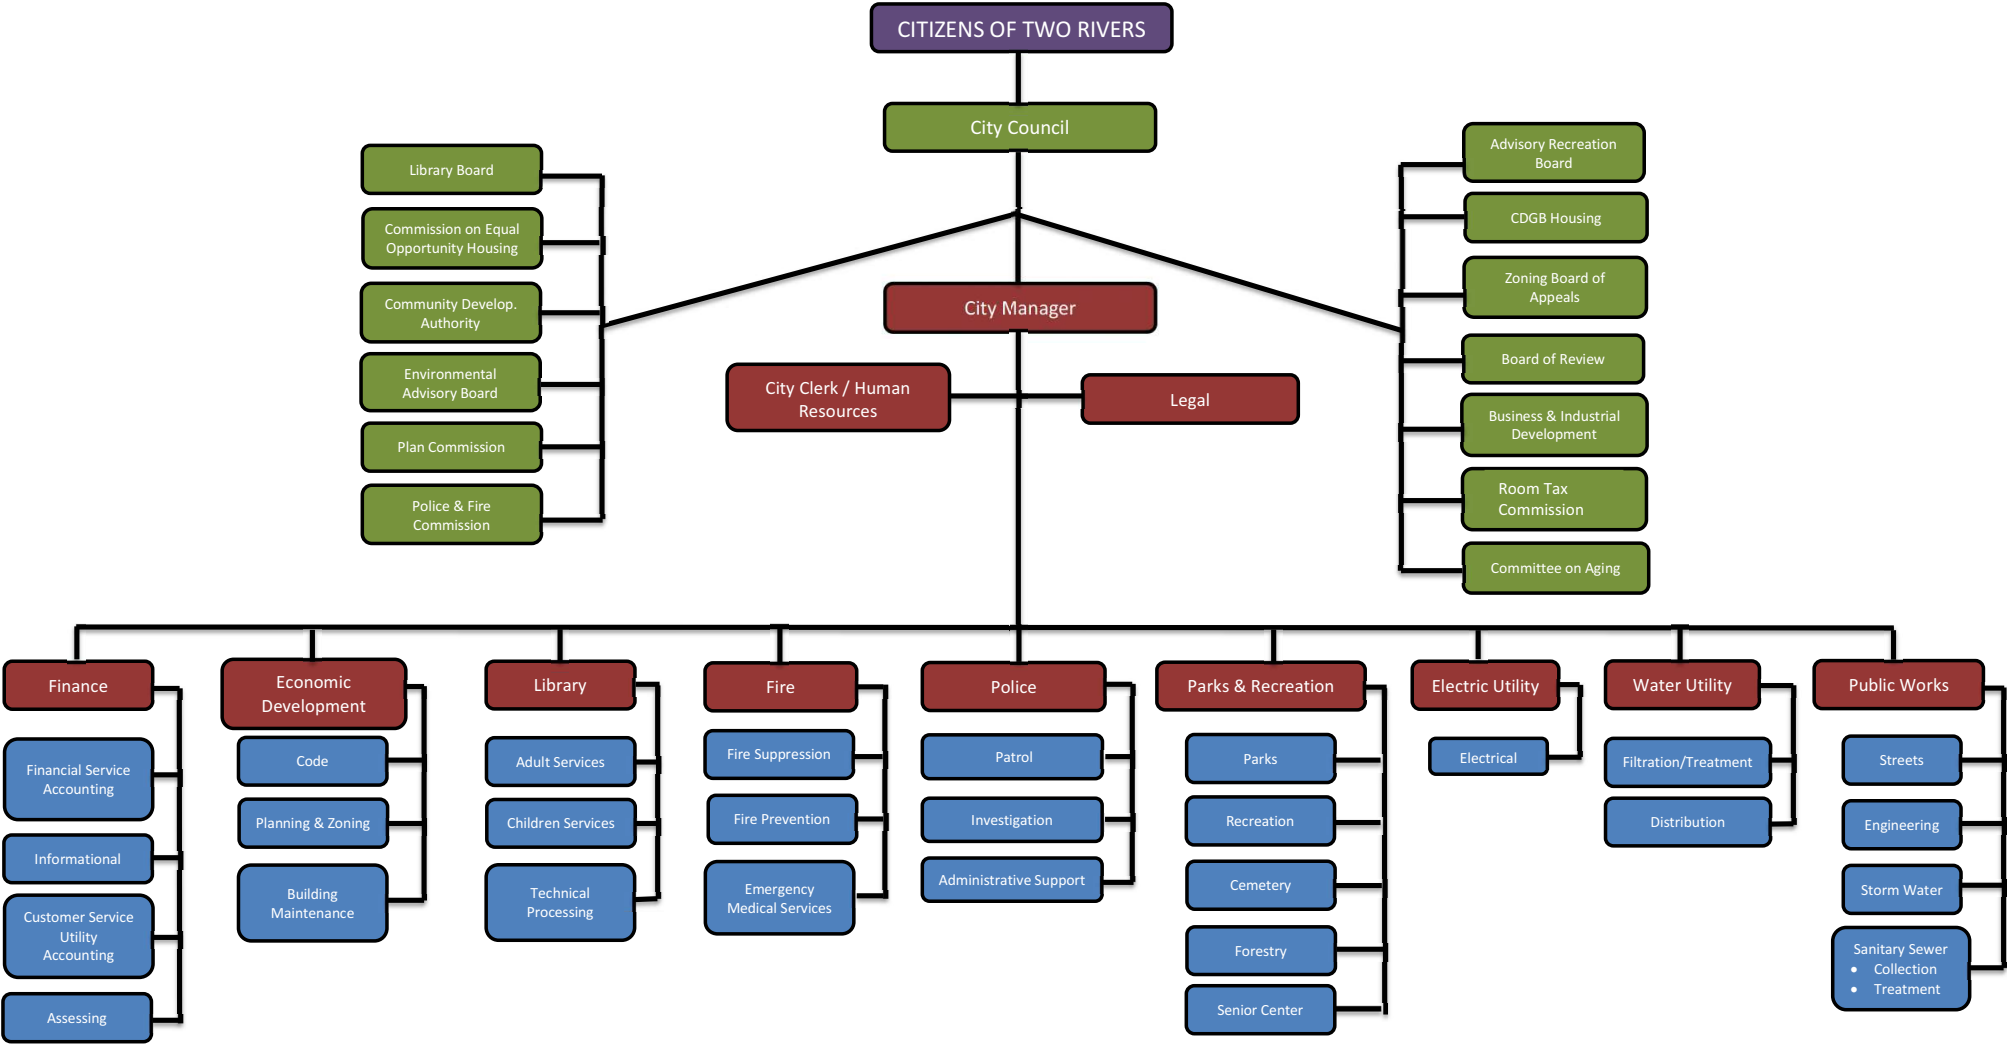 CITIZENS OF TWO RIVERS
City Council
Library Board
Commission on Equal
Opportunity Housing
Community Develop.
Authority
Environmental
Advisory Board
Plan Commission
Police & Fire
Commission
Advisory Recreation
Board
CDGB Housing
Zoning Board of
Appeals
Board of Review
Business & Industrial
Development
Room Tax
Commission
Committee on Aging
City Manager
City Clerk / Human
Resources
Legal
Finance
Financial Service
Accounting
Informational
Customer Service
Utility
Accounting
Assessing
Economic
Development
Code
Planning & Zoning
Building
Maintenance
Library
Adult Services
Children Services
Technical
Processing
Fire
Fire Suppression
Fire Prevention
Emergency
Medical Services
Police
Patrol
Investigation
Administrative Support
Parks & Recreation
Parks
Recreation
Cemetery
Forestry
Senior Center
Electric Utility
Electrical
Water Utility
Filtration/Treatment
Distribution
Public Works
Streets
Engineering
Storm Water
Sanitary Sewer
• Collection
• Treatment